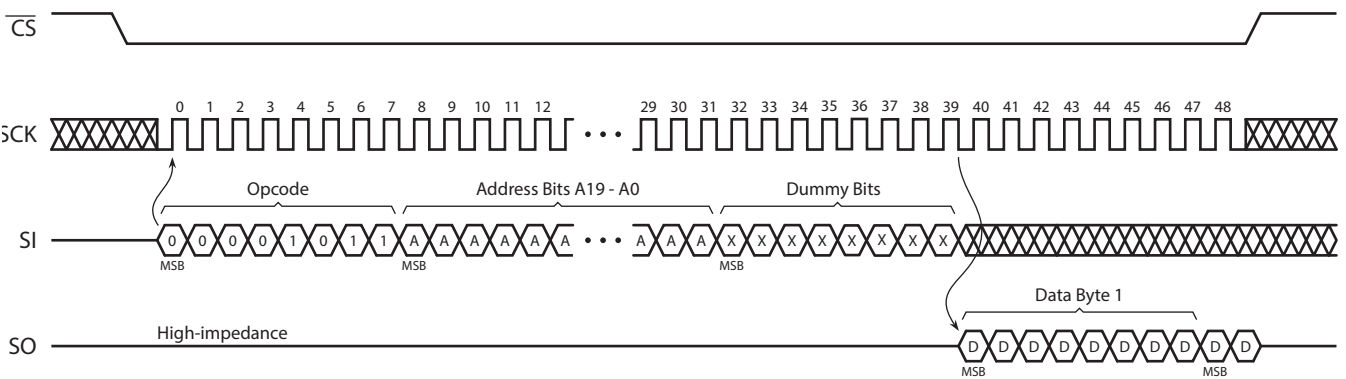 CS
0 1 2 3 4 5 6 7 8 9 10 11 12 29 30 31 32 33 34 35 36 37 38 39 40 41 42 43 44 45 46 47 48
SCK • • •
Opcode Address Bits A19 - A0 Dummy Bits
SI 0 0 0 0 1 0 1 1 A A A A A A • • • A A A X X X X X X X X
MSB MSB MSB
Data Byte 1
High-impedance
SO D D D D D D D D D D
MSB MSB